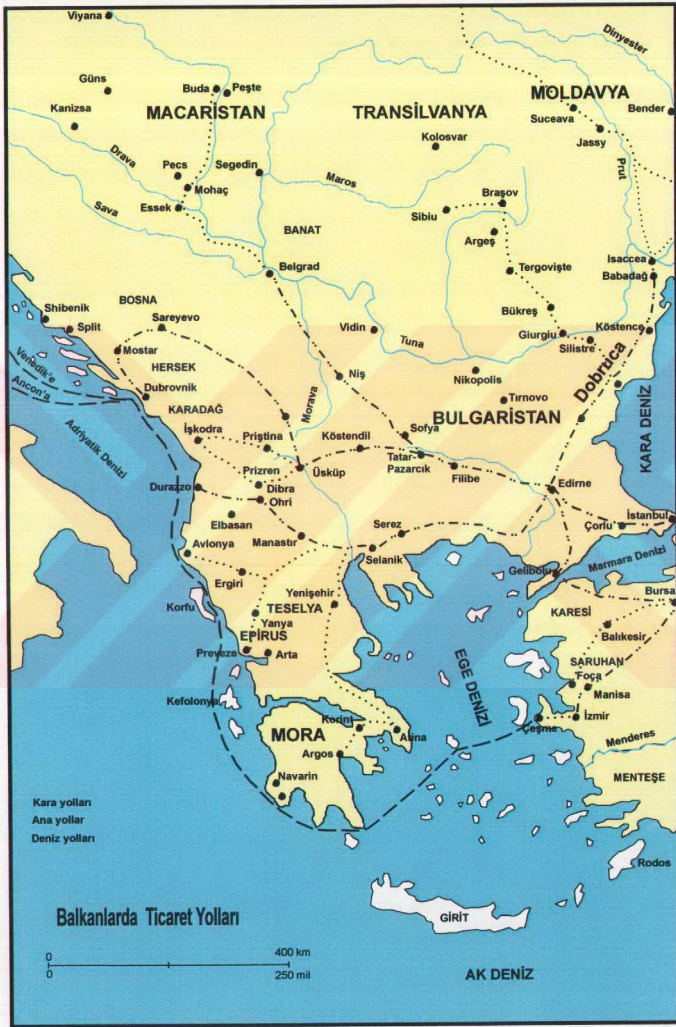 Viyana
Dinyester
Güns
Buda
Peşte
MOLDAVYA
Kanizsa
MACARİSTAN
TRANSİLVANYA
Suceava
Bender
Kolosvar
Jassy
Drava
Pecs
Segedin
Prut
Mohaç
Maros
Braşov
Sava
Essek
Sibiu
BANAT
Argeş
Isaccea
Belgrad
Tergovişte
Babadağ
BOSNA
Shibenik
Sareyevo
Bükreş
Split
Vidin
Tuna
Giurgiu
Köstence
Mostar
Silistre
Venedik'e
HERSEK
Ancon'a
Morava
Niş
Nikopolis
Dobruca
Dubrovnik
Tırnovo
KARADAĞ
BULGARİSTAN
KARA DENİZ
Adriyatik Denizi
İşkodra
Priştina
Köstendil
Sofya
Prizren
Üsküp
Tatar-
Pazarcık
Filibe
Durazzo
Dibra
Edirne
Ohri
İstanbul
Elbasan
Serez
Çorlu
Avlonya
Manastır
Selanik
Marmara Denizi
Gelibolu
Ergiri
Bursa
Korfu
Yenişehir
KARESİ
TESELYA
Yanya
Balıkesir
EPİRUS
Preveze
Arta
EGE DENİZİ
SARUHAN
Foça
Manisa
Kefolonya
Korint
MORA
Atina
Çeşme
İzmir
Argos
Menderes
Navarin
MENTEŞE
Kara yolları
Ana yollar
Deniz yolları
Rodos
Balkanlarda Ticaret Yolları
GİRİT
0
400 km
0
250 mil
AK DENİZ